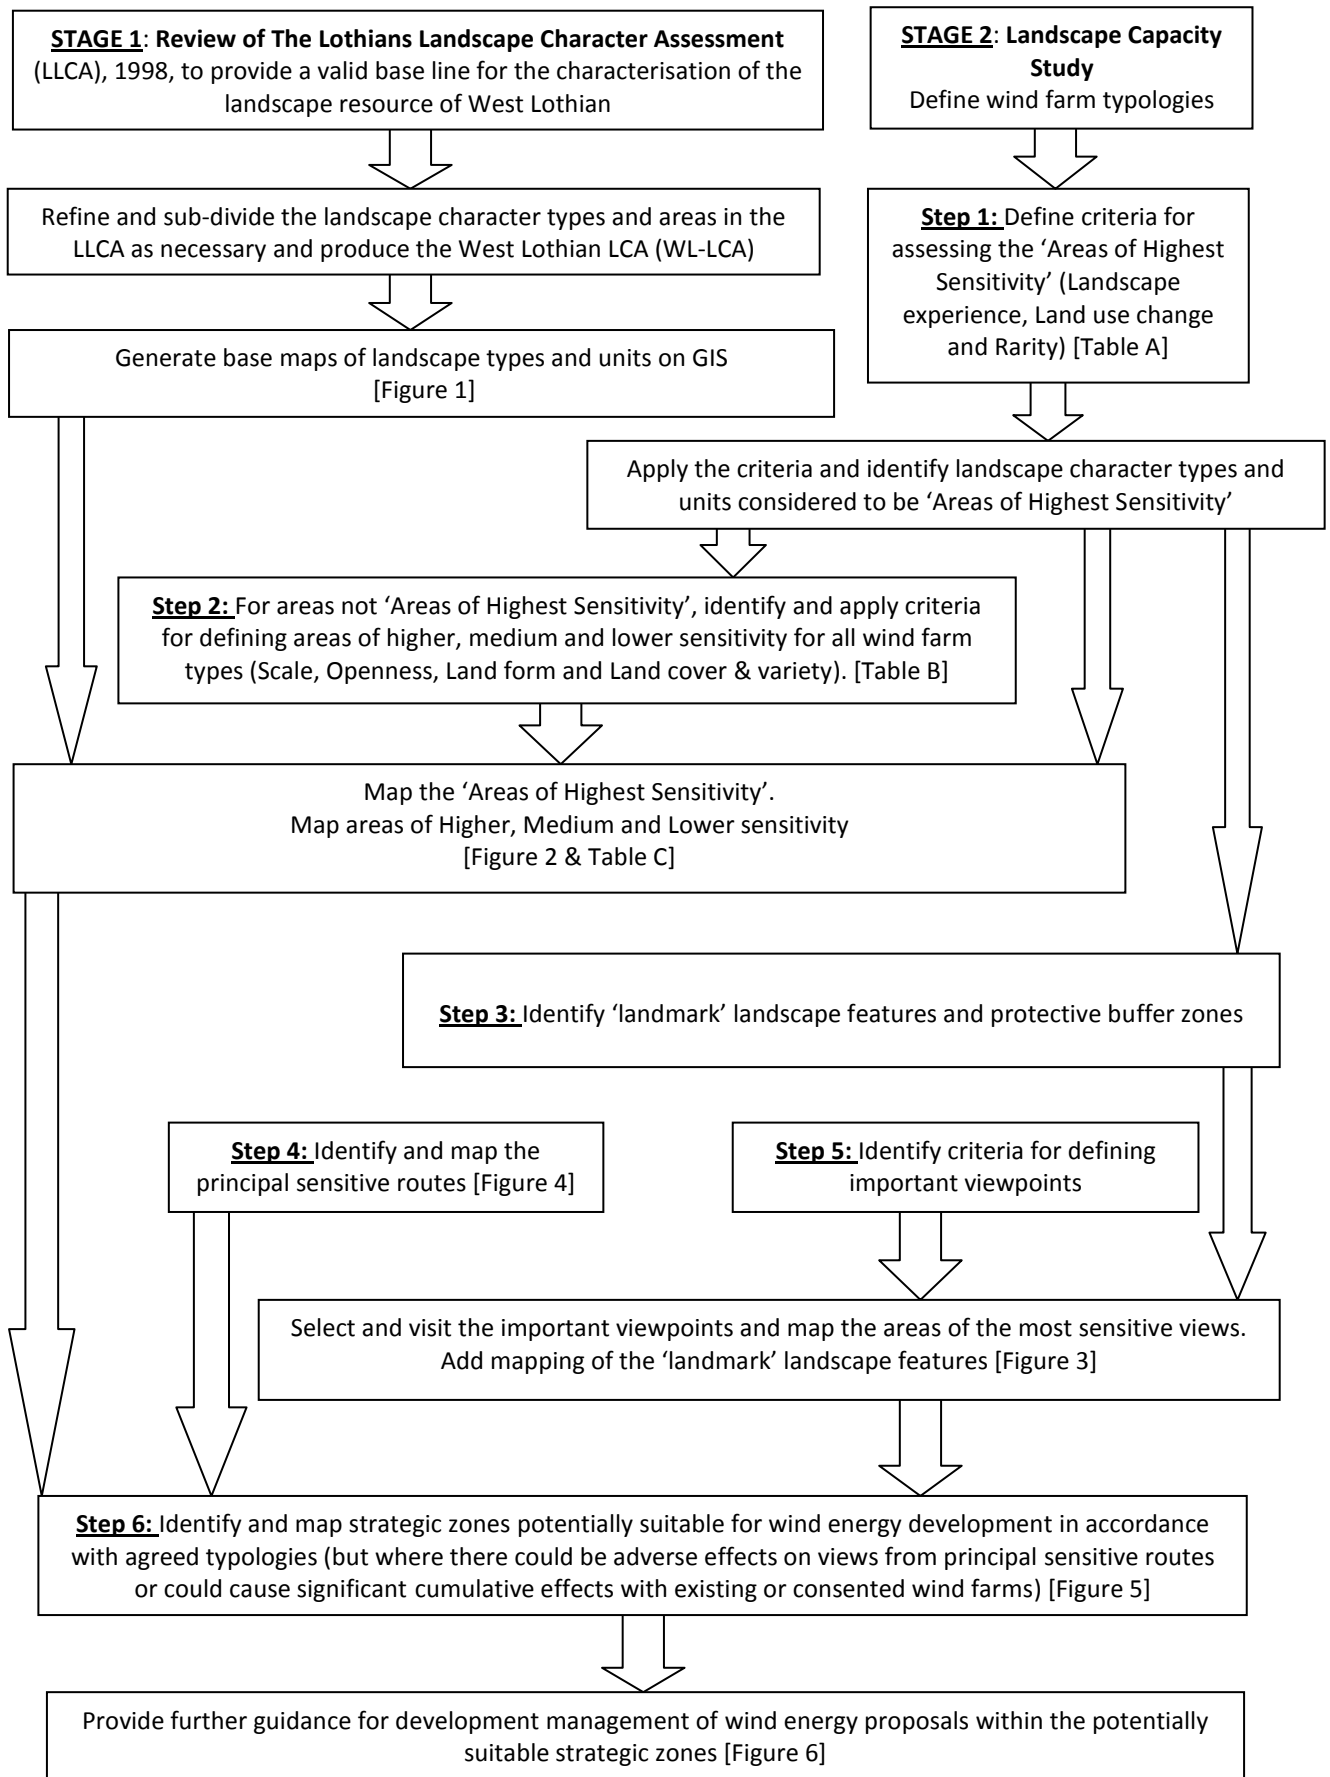 STAGE 1: Review of The Lothians Landscape Character Assessment
(LLCA), 1998, to provide a valid base line for the characterisation of the
landscape resource of West Lothian
STAGE 2: Landscape Capacity
Study
Define wind farm typologies
Refine and sub-divide the landscape character types and areas in the
LLCA as necessary and produce the West Lothian LCA (WL-LCA)
Step 1: Define criteria for
assessing the ‘Areas of Highest
Sensitivity’ (Landscape
experience, Land use change
and Rarity) [Table A]
Generate base maps of landscape types and units on GIS
[Figure 1]
Apply the criteria and identify landscape character types and
units considered to be ‘Areas of Highest Sensitivity’
Step 2: For areas not ‘Areas of Highest Sensitivity’, identify and apply criteria
for defining areas of higher, medium and lower sensitivity for all wind farm
types (Scale, Openness, Land form and Land cover & variety). [Table B]
Map the ‘Areas of Highest Sensitivity’.
Map areas of Higher, Medium and Lower sensitivity
[Figure 2 & Table C]
Step 3: Identify ‘landmark’ landscape features and protective buffer zones
Step 4: Identify and map the
principal sensitive routes [Figure 4]
Step 5: Identify criteria for defining
important viewpoints
Select and visit the important viewpoints and map the areas of the most sensitive views.
Add mapping of the ‘landmark’ landscape features [Figure 3]
Step 6: Identify and map strategic zones potentially suitable for wind energy development in accordance
with agreed typologies (but where there could be adverse effects on views from principal sensitive routes
or could cause significant cumulative effects with existing or consented wind farms) [Figure 5]
Provide further guidance for development management of wind energy proposals within the potentially
suitable strategic zones [Figure 6]